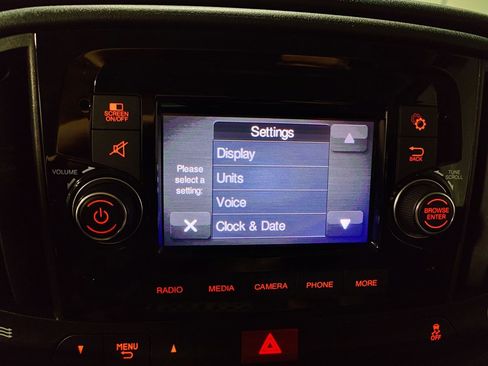 SCREEN
ON/OFF
Settings
Display
Please
select a
setting:
Units
Voice
Clock & Date
BACK
VOLUME
TUNE
SCROLL
BROWSE
ENTER
RADIO
MEDIA
CAMERA
PHONE
MORE
MENU
OFF